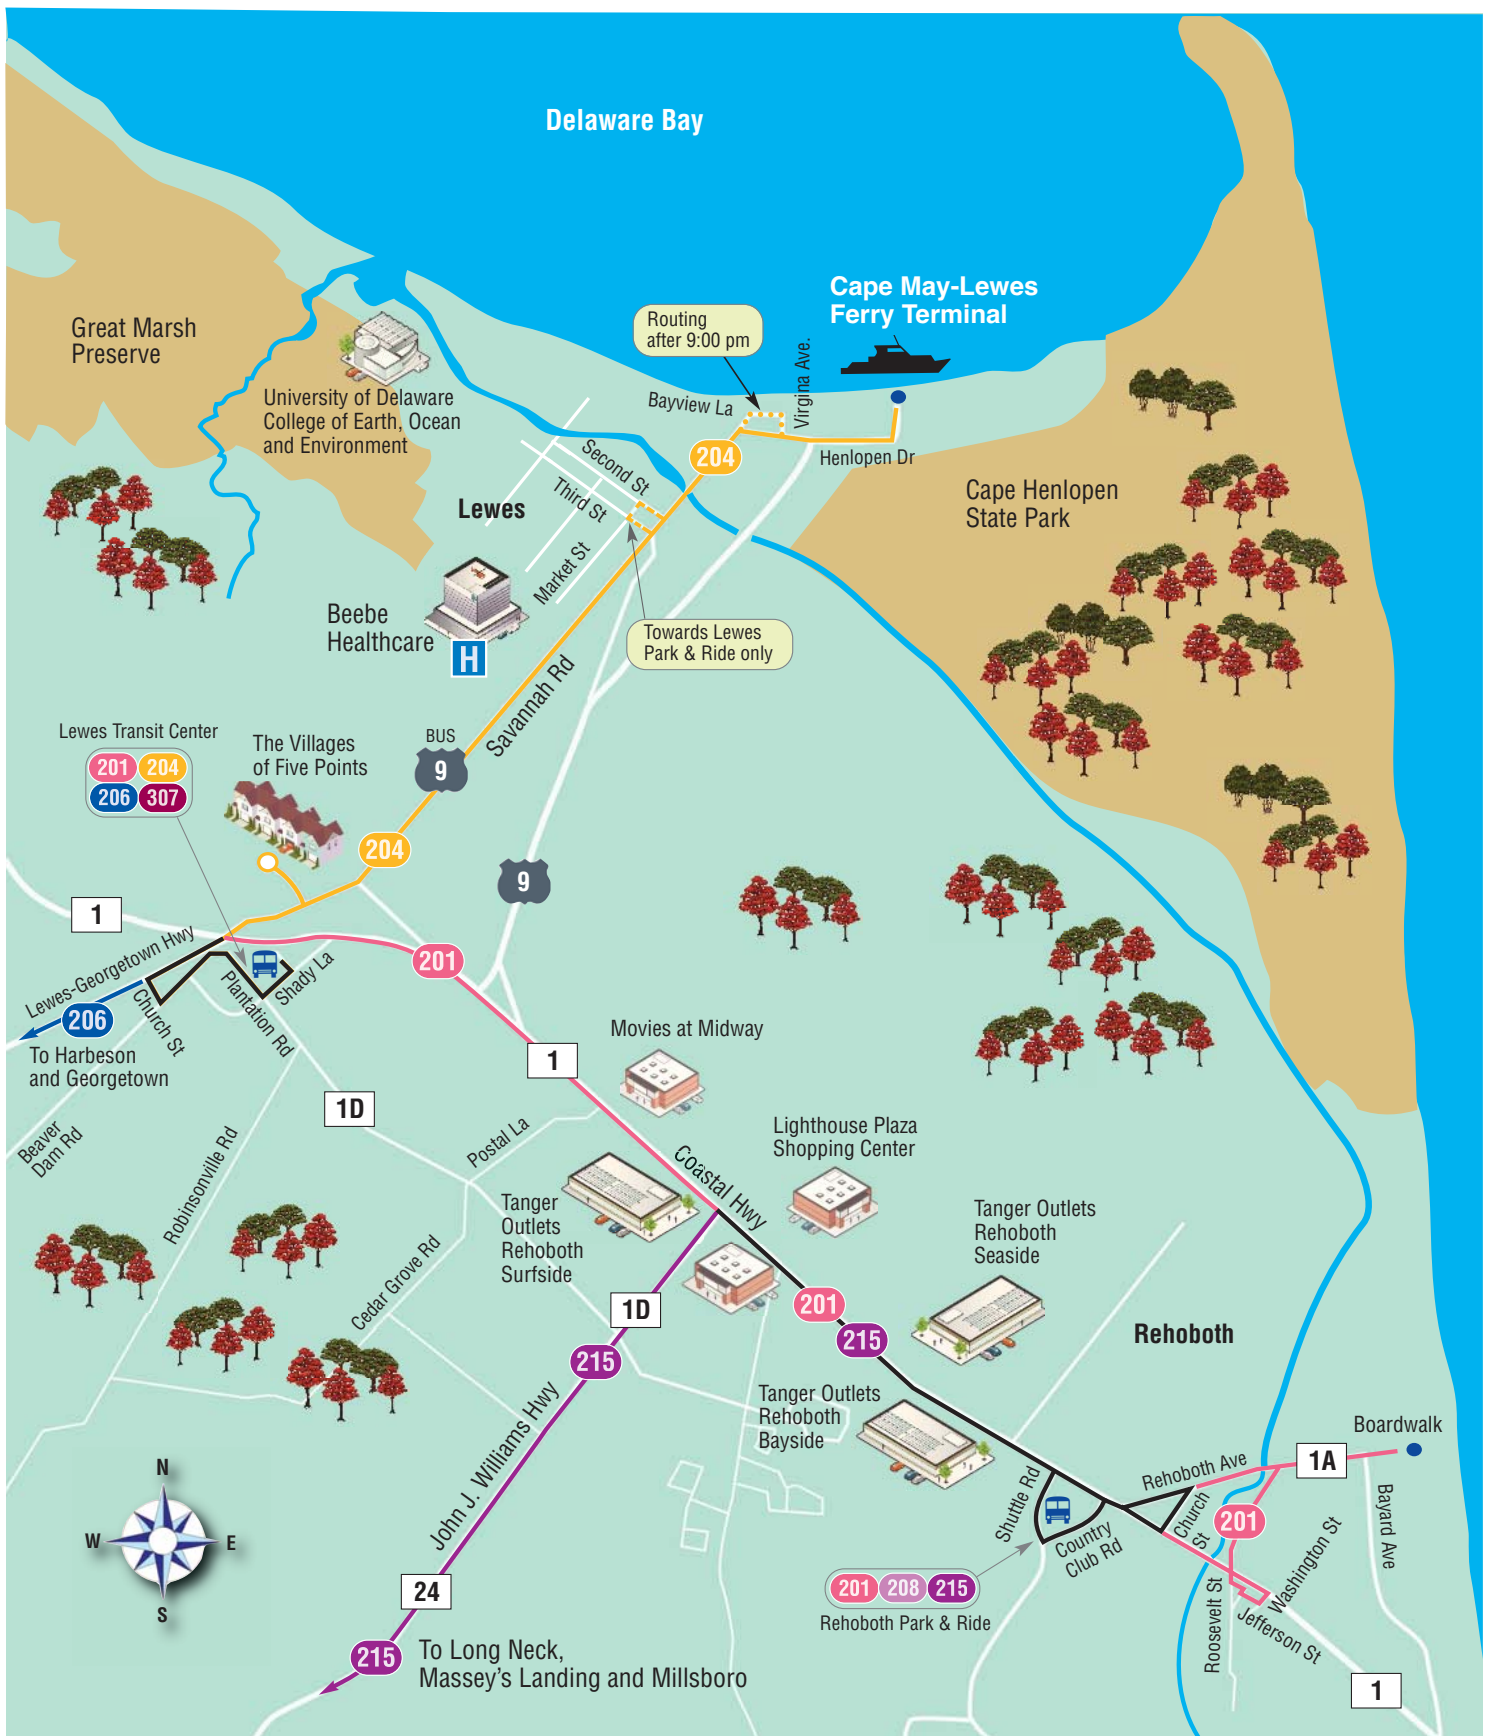 Delaware Bay
Cape May-Lewes
Ferry Terminal
Routing
after 9:00 pm
Great Marsh
Preserve
University of Delaware
College of Earth, Ocean
and Environment
Bayview La
Virgina Ave.
204
Henlopen Dr
Second St
Third St
Lewes
Market St
Cape Henlopen
State Park
Beebe
Healthcare
H
Towards Lewes
Park & Ride only
Savannah Rd
Lewes Transit Center
201 204
206 307
The Villages
of Five Points
BUS
9
204
9
1
Lewes-Georgetown Hwy
201
Shady La
Plantation Rd
Church St
206
To Harbeson
and Georgetown
Movies at Midway
1
1D
Beaver
Dam Rd
Robinsonville Rd
Postal La
Coastal Hwy
Lighthouse Plaza
Shopping Center
Tanger
Outlets
Rehoboth
Surfside
Tanger Outlets
Rehoboth
Seaside
Cedar Grove Rd
1D
201
215
215
Rehoboth
Tanger Outlets
Rehoboth
Bayside
John J. Williams Hwy
Boardwalk
1A
Rehoboth Ave
Shuttle Rd
Country
Club Rd
Church
St
201
Washington St
Bayard Ave
N
W
E
S
24
201 208 215
Rehoboth Park & Ride
Roosevelt St
Jefferson St
215
To Long Neck,
Massey's Landing and Millsboro
1